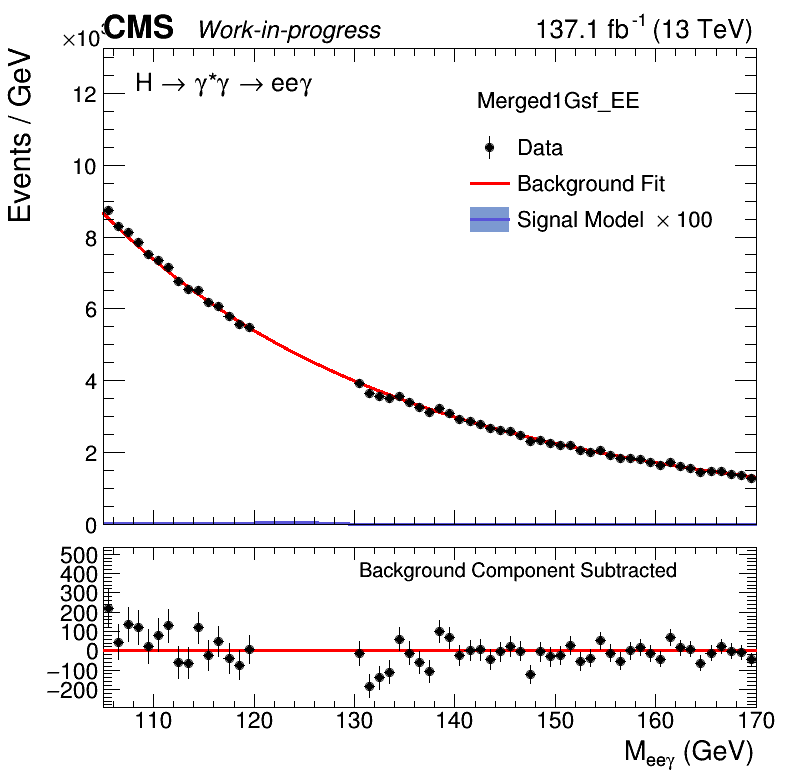 ×10³ CMS Work-in-progress 137.1 fb⁻¹ (13 TeV)
H → γ*γ → eeγ
Merged1Gsf_EE
Data
Background Fit
Signal Model × 100
Events / GeV
12
10
8
6
4
2
0
Background Component Subtracted
500
400
300
200
100
0
−100
−200
110 120 130 140 150 160 170
M_eeγ (GeV)